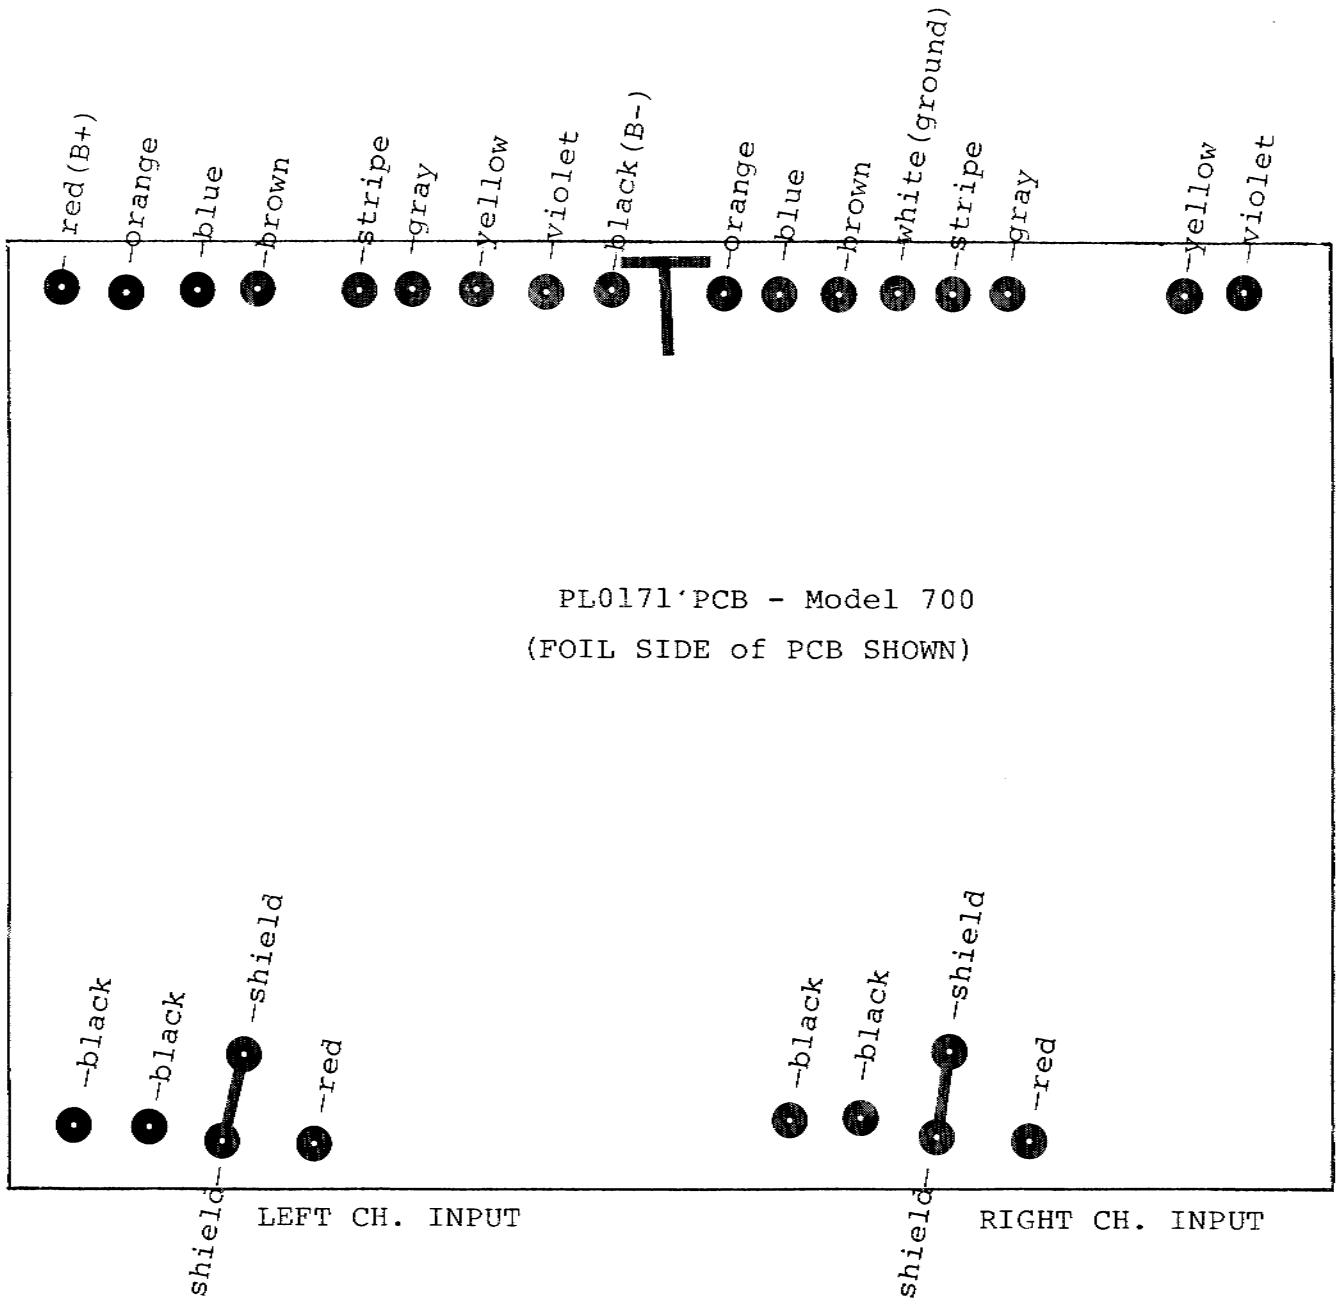 --red(B+)
--orange
--blue
--brown
--stripe
--gray
--yellow
--violet
--black(B-)
--orange
--blue
--brown
--white(ground)
--stripe
--gray
--yellow
--violet
PL0171'PCB - Model 700
(FOIL SIDE of PCB SHOWN)
--black
--black
--shield
--red
--black
--black
--shield
--red
shield--
LEFT CH. INPUT
shield--
RIGHT CH. INPUT